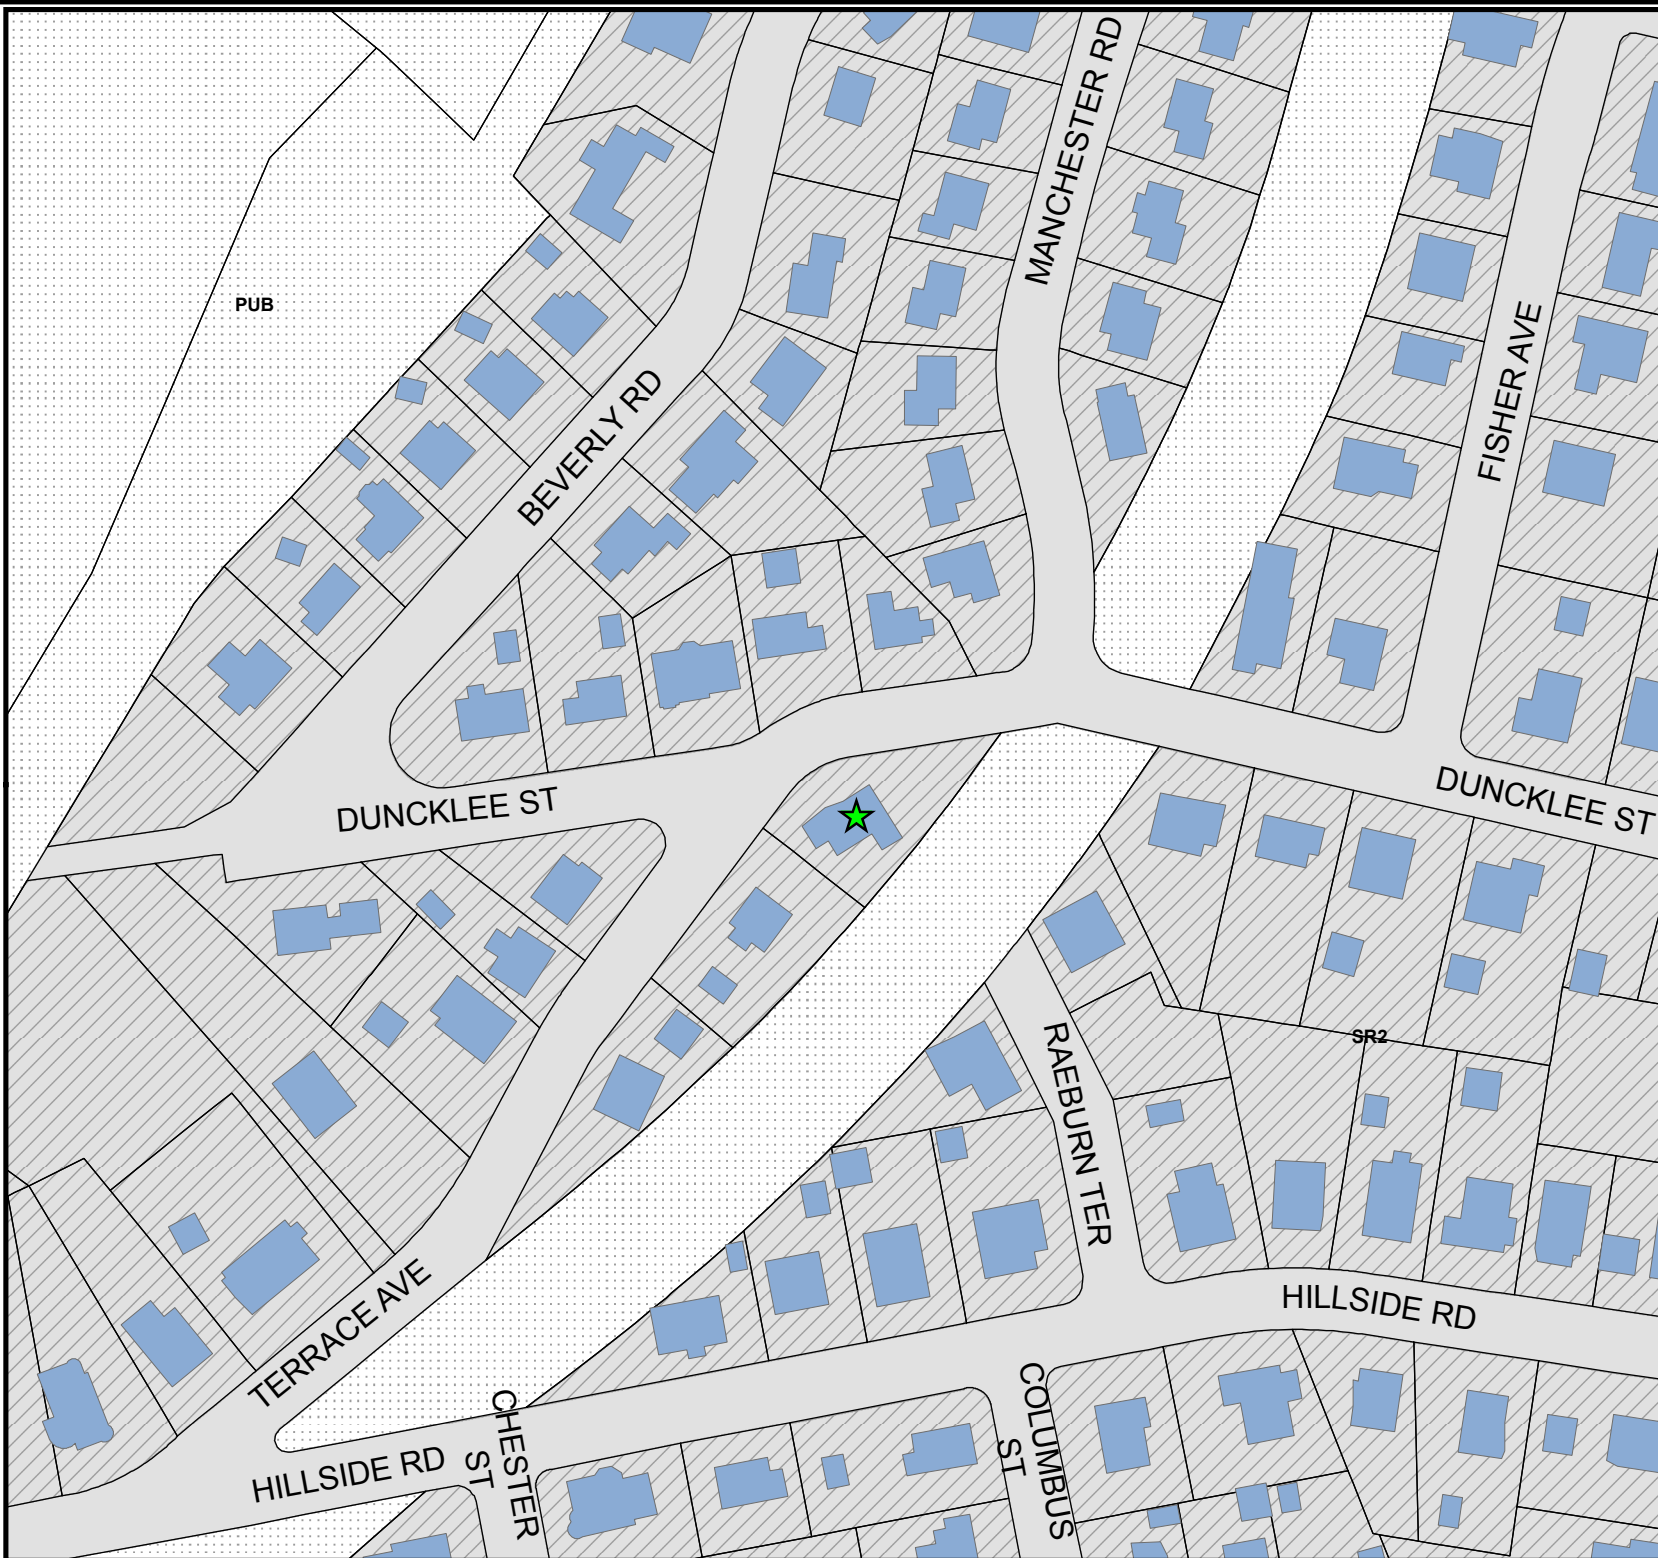 MANCHESTER RD
PUB
FISHER AVE
BEVERLY RD
DUNCKLEE ST
DUNCKLEE ST
SR2
RAEBURN TER
HILLSIDE RD
TERRACE AVE
CHESTER
ST
COLUMBUS
ST
HILLSIDE RD